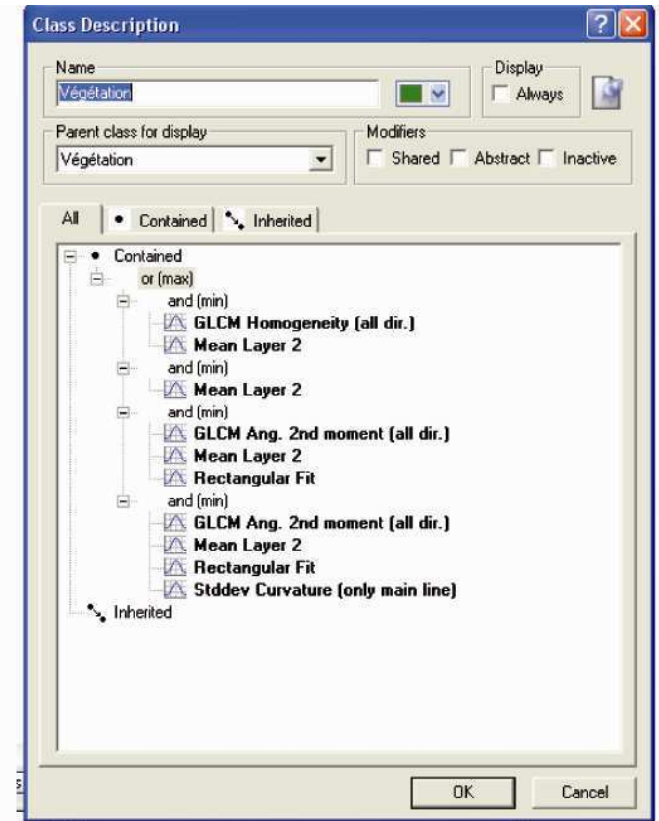 Class Description
Name
Végétation
Display
Always
Parent class for display
Végétation
Modifiers
Shared Abstract Inactive
All Contained Inherited
Contained
or (max)
and (min)
GLCM Homogeneity (all dir.)
Mean Layer 2
and (min)
Mean Layer 2
and (min)
GLCM Ang. 2nd moment (all dir.)
Mean Layer 2
Rectangular Fit
and (min)
GLCM Ang. 2nd moment (all dir.)
Mean Layer 2
Rectangular Fit
Stddev Curvature (only main line)
Inherited
OK Cancel